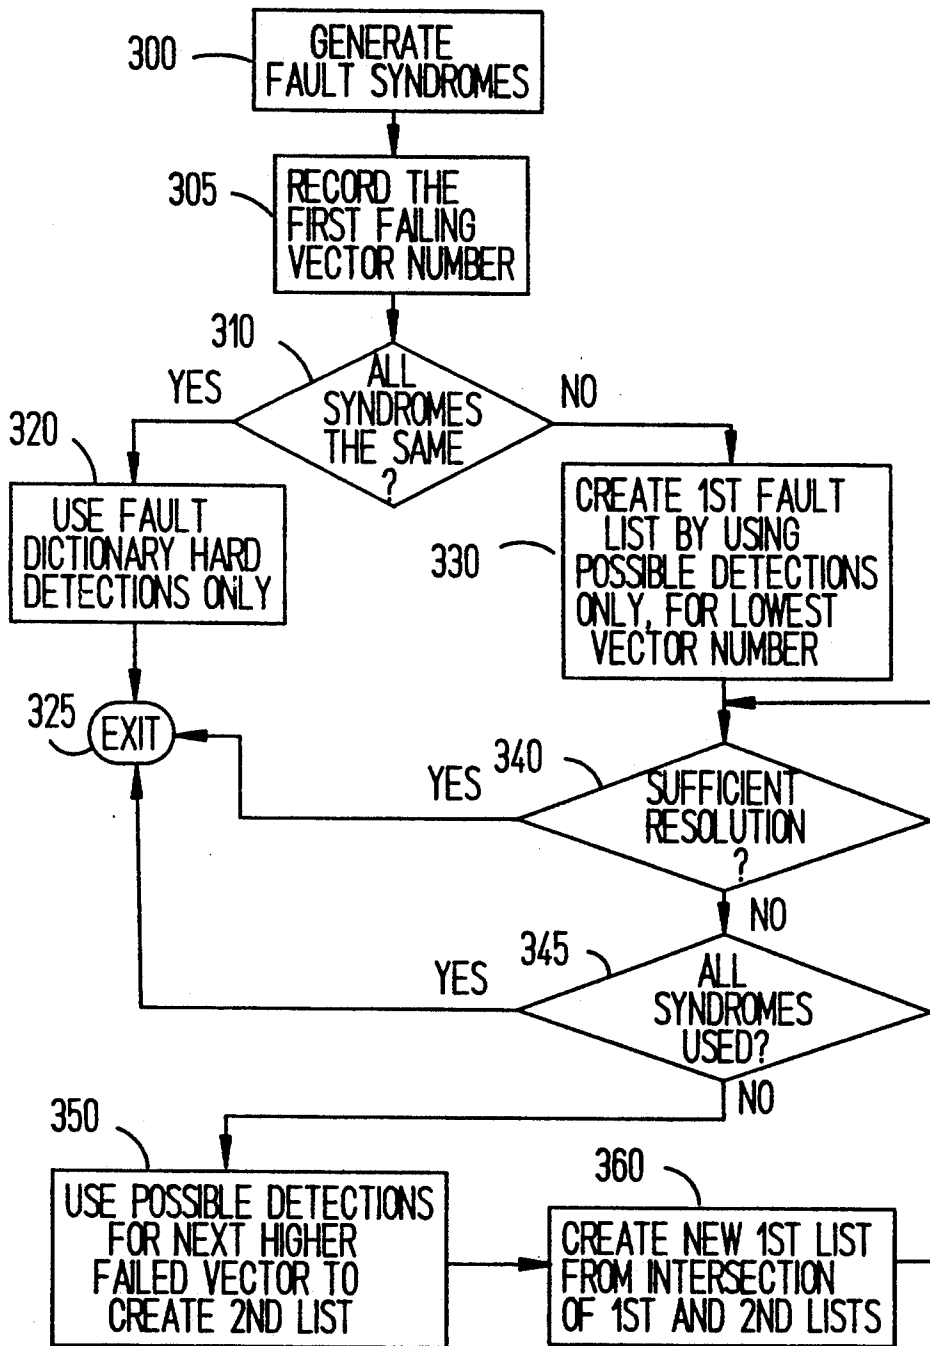 300
GENERATE
FAULT SYNDROMES
305
RECORD THE
FIRST FAILING
VECTOR NUMBER
310
YES
ALL
SYNDROMES
THE SAME
?
NO
320
USE FAULT
DICTIONARY HARD
DETECTIONS ONLY
330
CREATE 1ST FAULT
LIST BY USING
POSSIBLE DETECTIONS
ONLY, FOR LOWEST
VECTOR NUMBER
325
EXIT
340
YES
SUFFICIENT
RESOLUTION
?
NO
345
YES
ALL
SYNDROMES
USED?
NO
350
USE POSSIBLE DETECTIONS
FOR NEXT HIGHER
FAILED VECTOR TO
CREATE 2ND LIST
360
CREATE NEW 1ST LIST
FROM INTERSECTION
OF 1ST AND 2ND LISTS